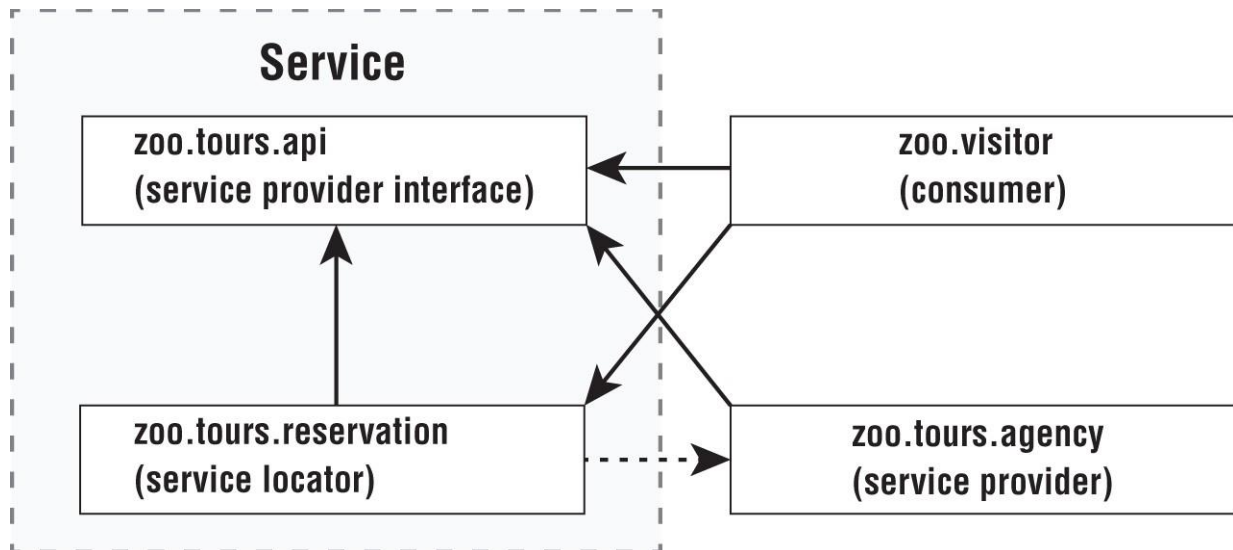 Service
zoo.tours.api
(service provider interface)
zoo.visitor
(consumer)
zoo.tours.reservation
(service locator)
zoo.tours.agency
(service provider)